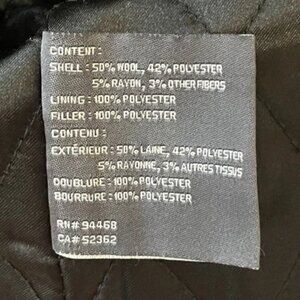 CONTENT:
SHELL: 50% WOOL, 42% POLYESTER
5% RAYON, 3% OTHER FIBERS
LINING: 100% POLYESTER
FILLER: 100% POLYESTER
CONTENU:
EXTÉRIEUR: 50% LAINE, 42% POLYESTER
5% RAYONNE, 3% AUTRES TISSUS
DOUBLURE: 100% POLYESTER
BOURRURE: 100% POLYESTER
RN# 94468
CA# 52362